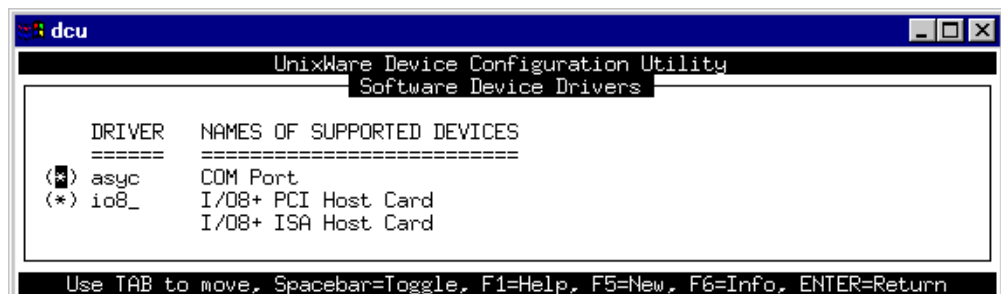 dcu
UnixWare Device Configuration Utility
Software Device Drivers
DRIVER NAMES OF SUPPORTED DEVICES
====== ==========================
(*) asyc COM Port
(*) io8_ I/O8+ PCI Host Card
I/O8+ ISA Host Card
Use TAB to move, Spacebar=Toggle, F1=Help, F5=New, F6=Info, ENTER=Return